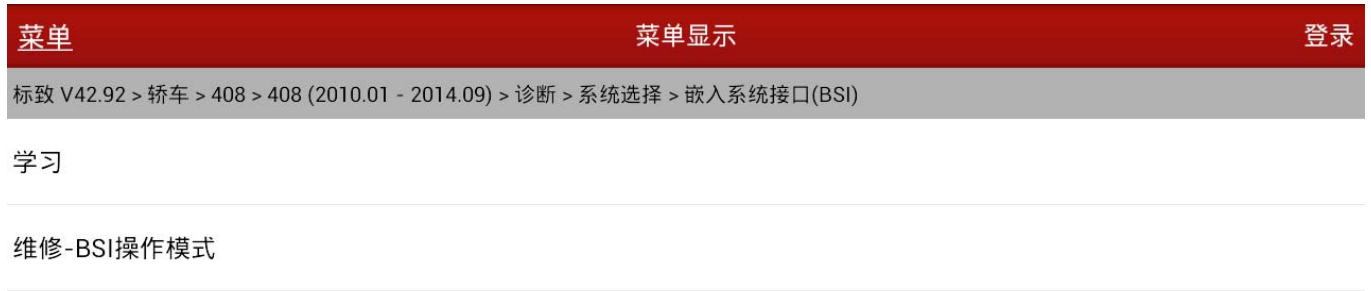 菜单 菜单显示 登录
标致 V42.92 > 轿车 > 408 > 408 (2010.01 - 2014.09) > 诊断 > 系统选择 > 嵌入系统接口(BSI)
学习
维修-BSI操作模式